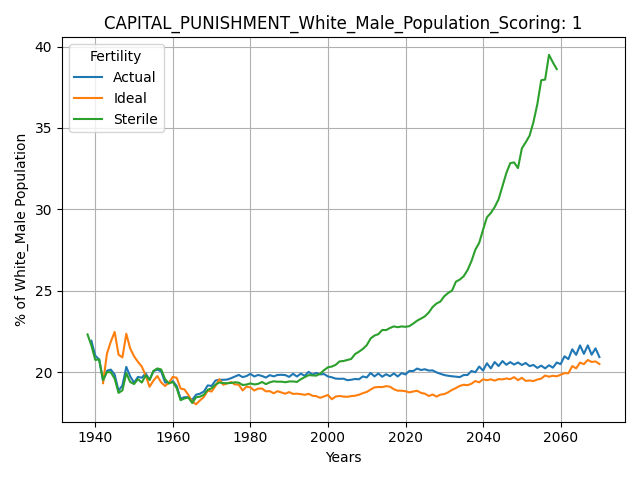 CAPITAL_PUNISHMENT_White_Male_Population_Scoring: 1
% of White_Male Population
40
35
30
25
20
Fertility
Actual
Ideal
Sterile
1940 1960 1980 2000 2020 2040 2060
Years